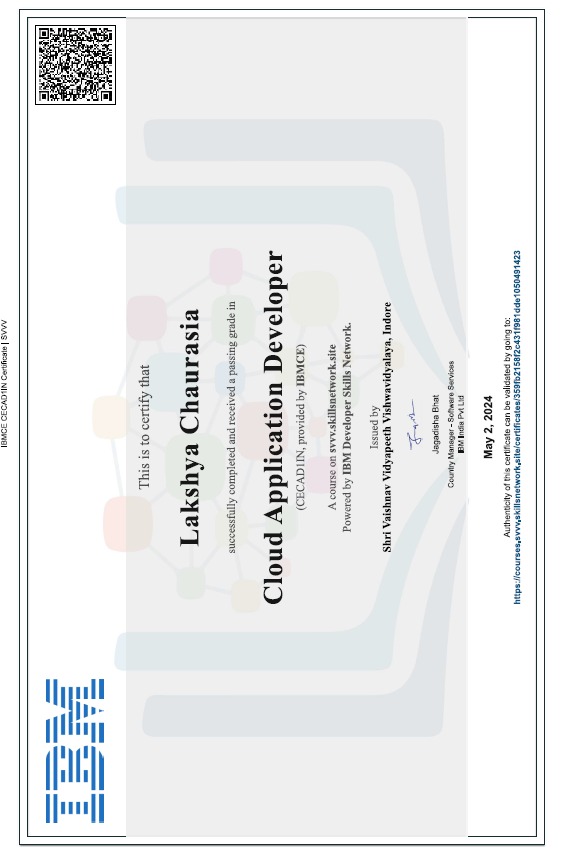 IBMCE CECAD1IN Certificate | SVVV
IBM
This is to certify that
Lakshya Chaurasia
successfully completed and received a passing grade in
Cloud Application Developer
(CECAD1IN, provided by IBMCE)
A course on svvv.skillsnetwork.site
Powered by IBM Developer Skills Network.
Issued by
Shri Vaishnav Vidyapeeth Vishwavidyalaya, Indore
Jagadisha Bhat
Country Manager - Software Services
IBM India Pvt Ltd
May 2, 2024
Authenticity of this certificate can be validated by going to:
https://courses.svvv.skillsnetwork.site/certificates/359fb2158f2c431f981dde1050491423